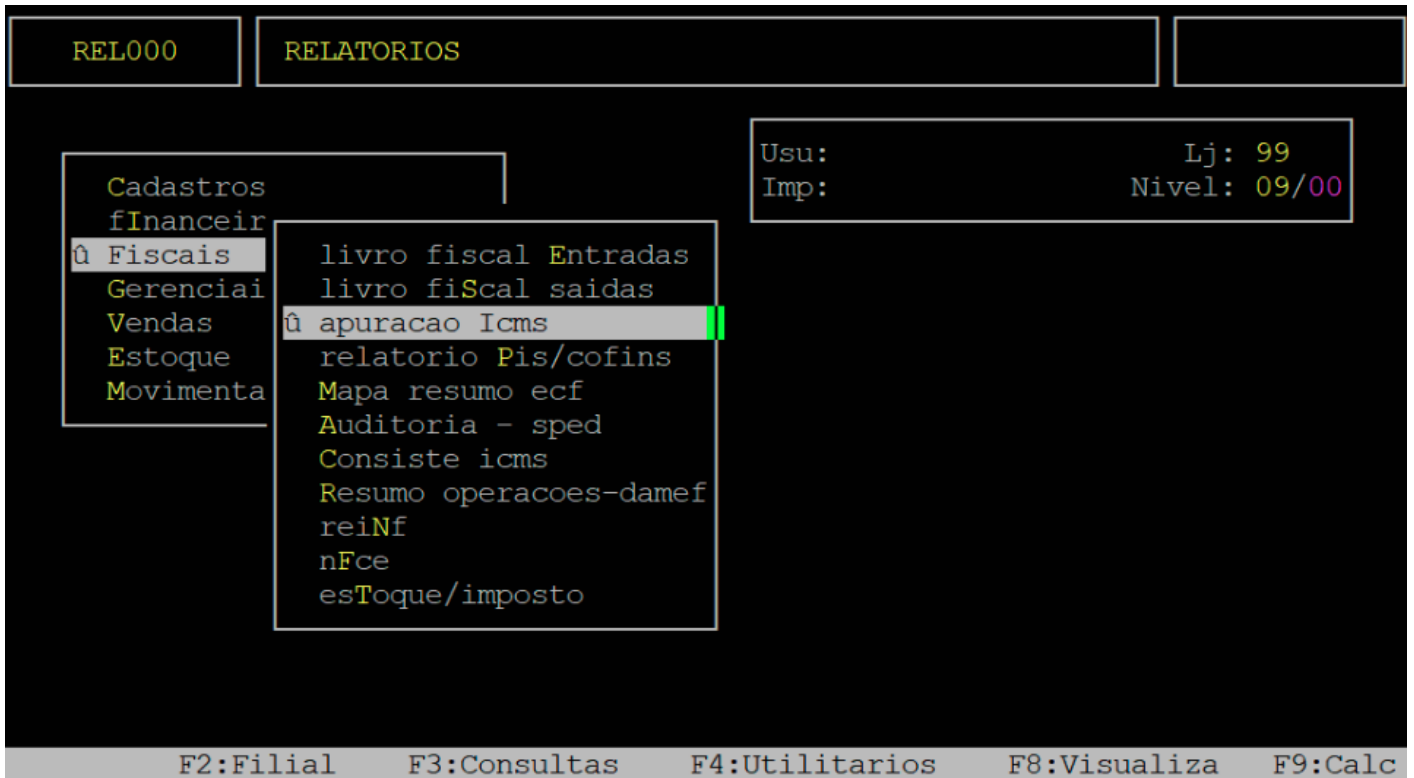 REL000 RELATORIOS
Usu: Lj: 99
Imp: Nivel: 09/00
Cadastros
fInanceir
û Fiscais
Gerenciai
Vendas
Estoque
Movimenta
livro fiscal Entradas
livro fiScal saidas
û apuracao Icms
relatorio Pis/cofins
Mapa resumo ecf
Auditoria - sped
Consiste icms
Resumo operacoes-damef
reiNf
nFce
esToque/imposto
F2:Filial F3:Consultas F4:Utilitarios F8:Visualiza F9:Calc